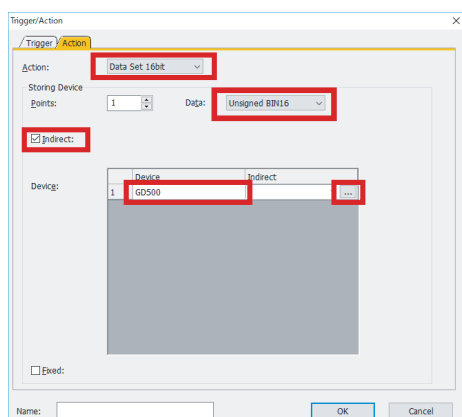 Trigger/Action
Trigger Action
Action: Data Set 16bit
Storing Device
Points: 1 Data: Unsigned BIN16
Indirect:
Device Indirect
Device: 1 GD500 ...
Fixed:
Name: OK Cancel